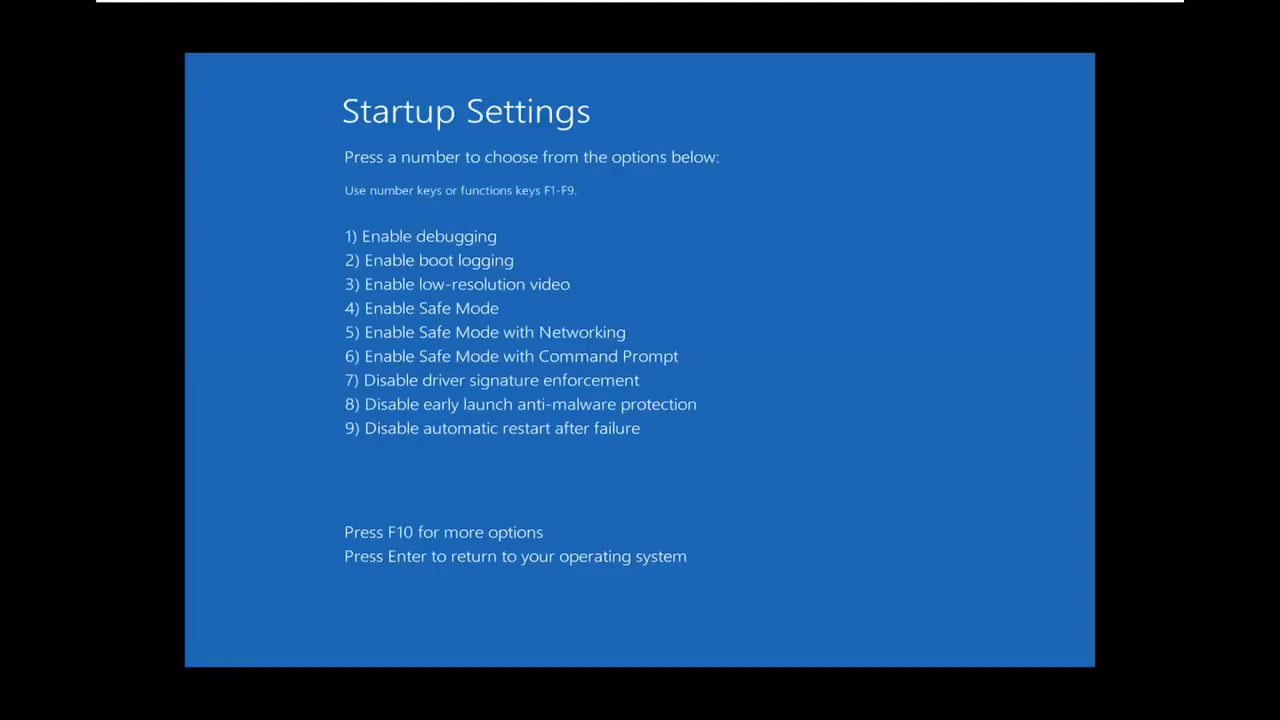 Startup Settings
Press a number to choose from the options below:
Use number keys or functions keys F1-F9.
1) Enable debugging
2) Enable boot logging
3) Enable low-resolution video
4) Enable Safe Mode
5) Enable Safe Mode with Networking
6) Enable Safe Mode with Command Prompt
7) Disable driver signature enforcement
8) Disable early launch anti-malware protection
9) Disable automatic restart after failure
Press F10 for more options
Press Enter to return to your operating system